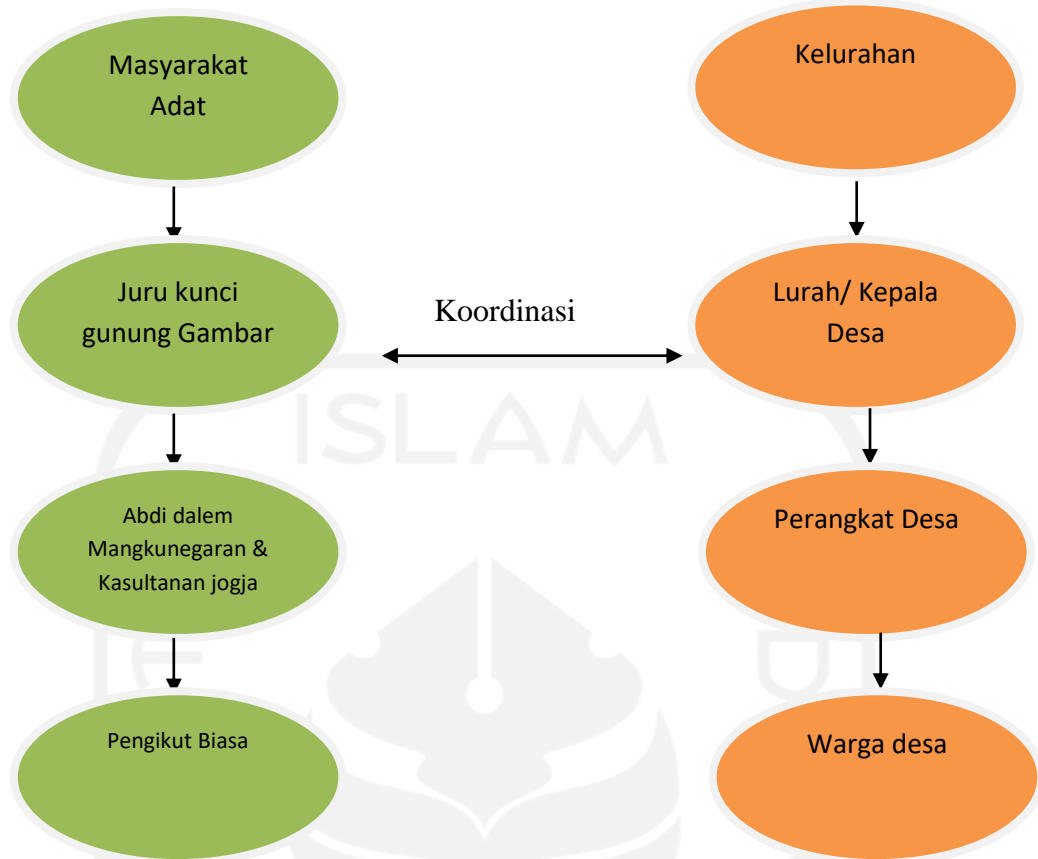 Masyarakat
Adat
Kelurahan
Juru kunci
gunung Gambar
Koordinasi
Lurah/ Kepala
Desa
ISLAM
Abdi dalem
Mangkunegaran &
Kasultanan jogja
Perangkat Desa
Pengikut Biasa
Warga desa